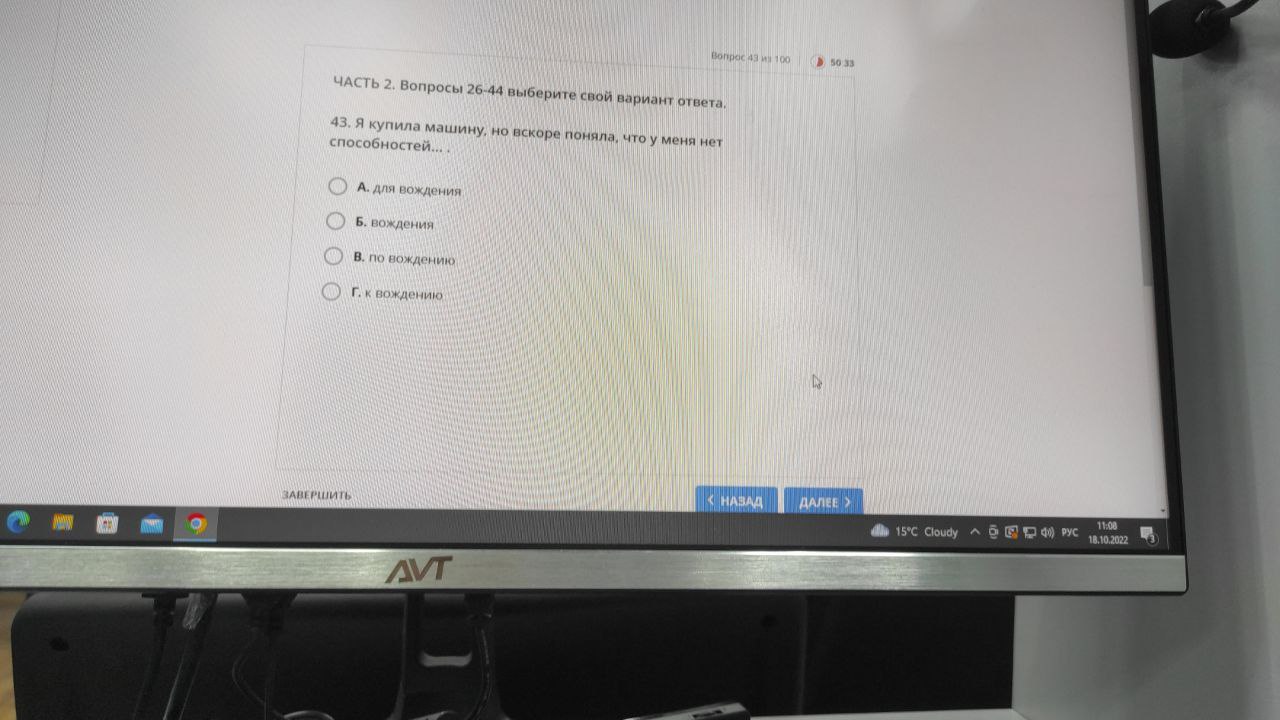 Вопрос 43 из 100
50:33
ЧАСТЬ 2. Вопросы 26-44 выберите свой вариант ответа.
43. Я купила машину, но вскоре поняла, что у меня нет
способностей... .
А. для вождения
Б. вождения
В. по вождению
Г. к вождению
ЗАВЕРШИТЬ
НАЗАД
ДАЛЕЕ
15°C Cloudy
РУС
11:08
18.10.2022
3
AVT